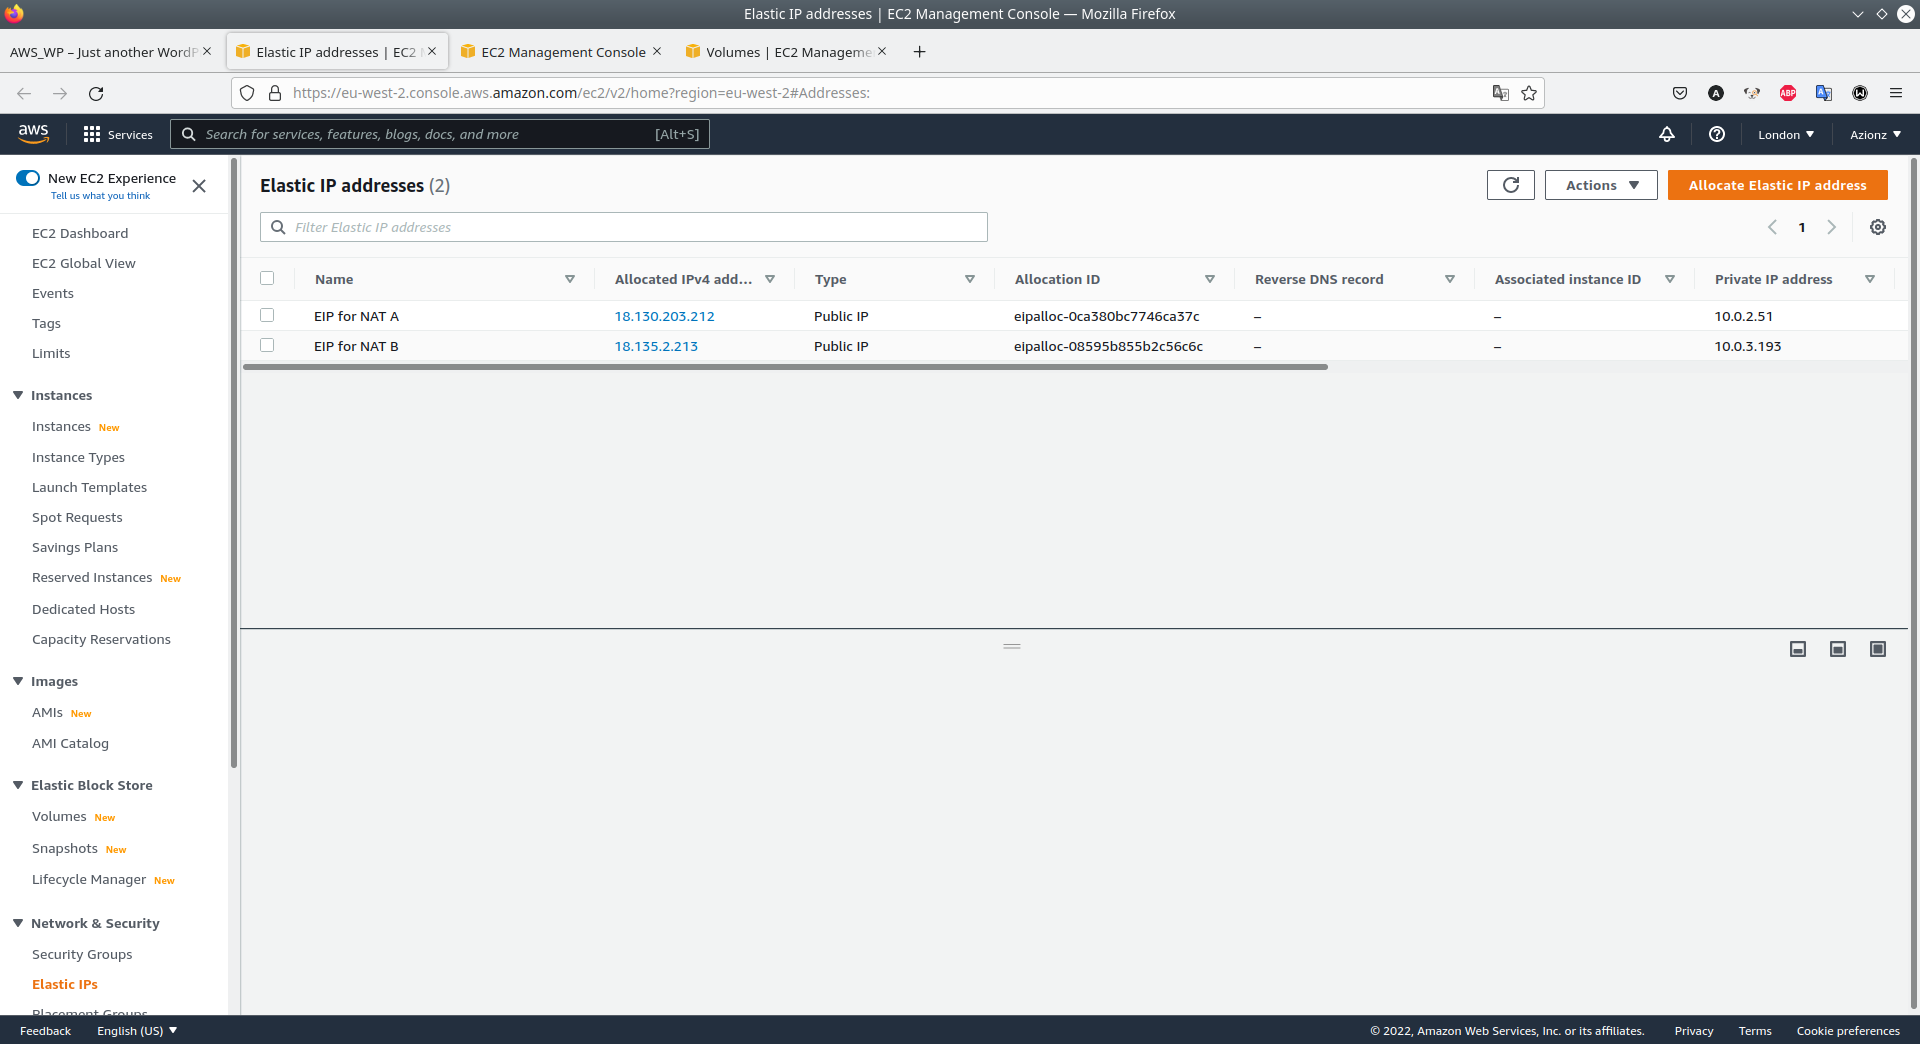 Elastic IP addresses | EC2 Management Console — Mozilla Firefox
AWS_WP – Just another WordP
Elastic IP addresses | EC2 M
EC2 Management Console
Volumes | EC2 Manageme
https://eu-west-2.console.aws.amazon.com/ec2/v2/home?region=eu-west-2#Addresses:
A
ABP
aws
Services
Search for services, features, blogs, docs, and more
[Alt+S]
London
Azionz
New EC2 Experience
Tell us what you think
EC2 Dashboard
EC2 Global View
Events
Tags
Limits
Instances
Instances New
Instance Types
Launch Templates
Spot Requests
Savings Plans
Reserved Instances New
Dedicated Hosts
Capacity Reservations
Images
AMIs New
AMI Catalog
Elastic Block Store
Volumes New
Snapshots New
Lifecycle Manager New
Network & Security
Security Groups
Elastic IPs
Placement Groups
Elastic IP addresses (2)
Actions
Allocate Elastic IP address
Filter Elastic IP addresses
1
Name Allocated IPv4 add... Type Allocation ID Reverse DNS record Associated instance ID Private IP address
EIP for NAT A 18.130.203.212 Public IP eipalloc-0ca380bc7746ca37c – – 10.0.2.51
EIP for NAT B 18.135.2.213 Public IP eipalloc-08595b855b2c56c6c – – 10.0.3.193
Feedback English (US) © 2022, Amazon Web Services, Inc. or its affiliates. Privacy Terms Cookie preferences